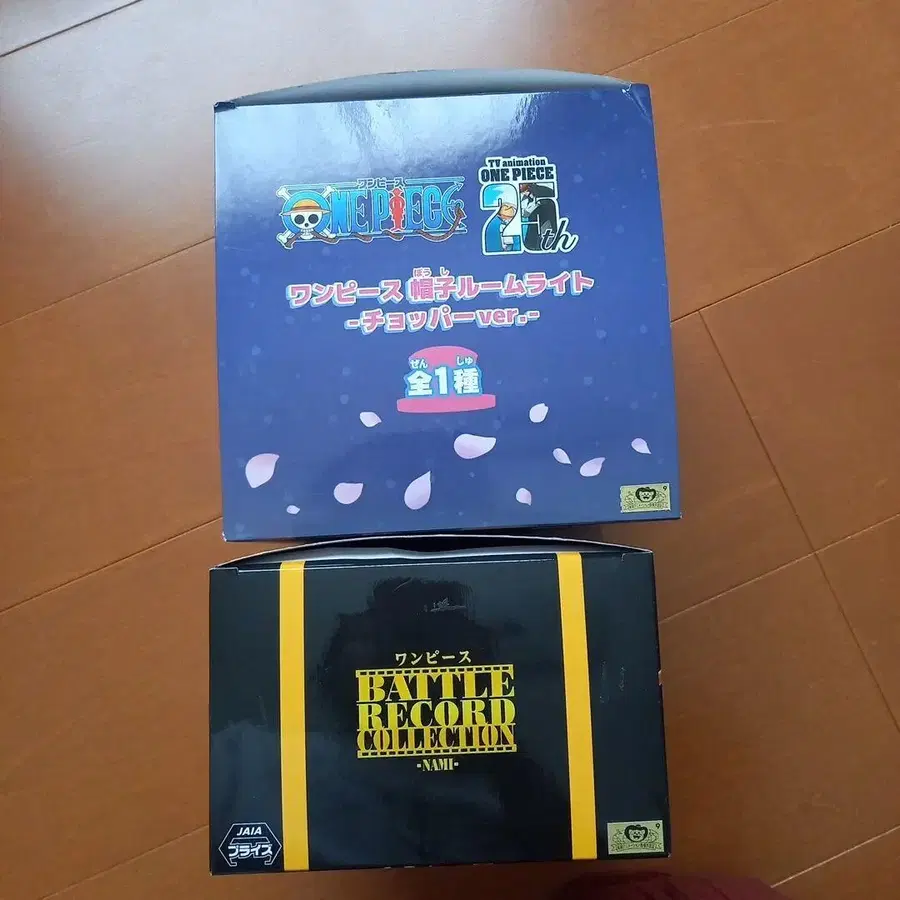 ワンピース
ONE PIECE
TV animation
ONE PIECE
25th
ぼうし
ワンピース 帽子ルームライト
-チョッパーver.-
ぜん しゅ
全1種
ワンピース
BATTLE
RECORD
COLLECTION
-NAMI-
JAIA
プライズ